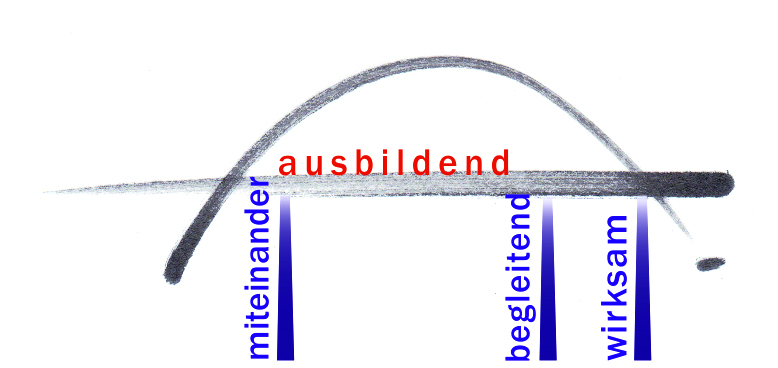 ausbildend
miteinander
begleitend
wirksam